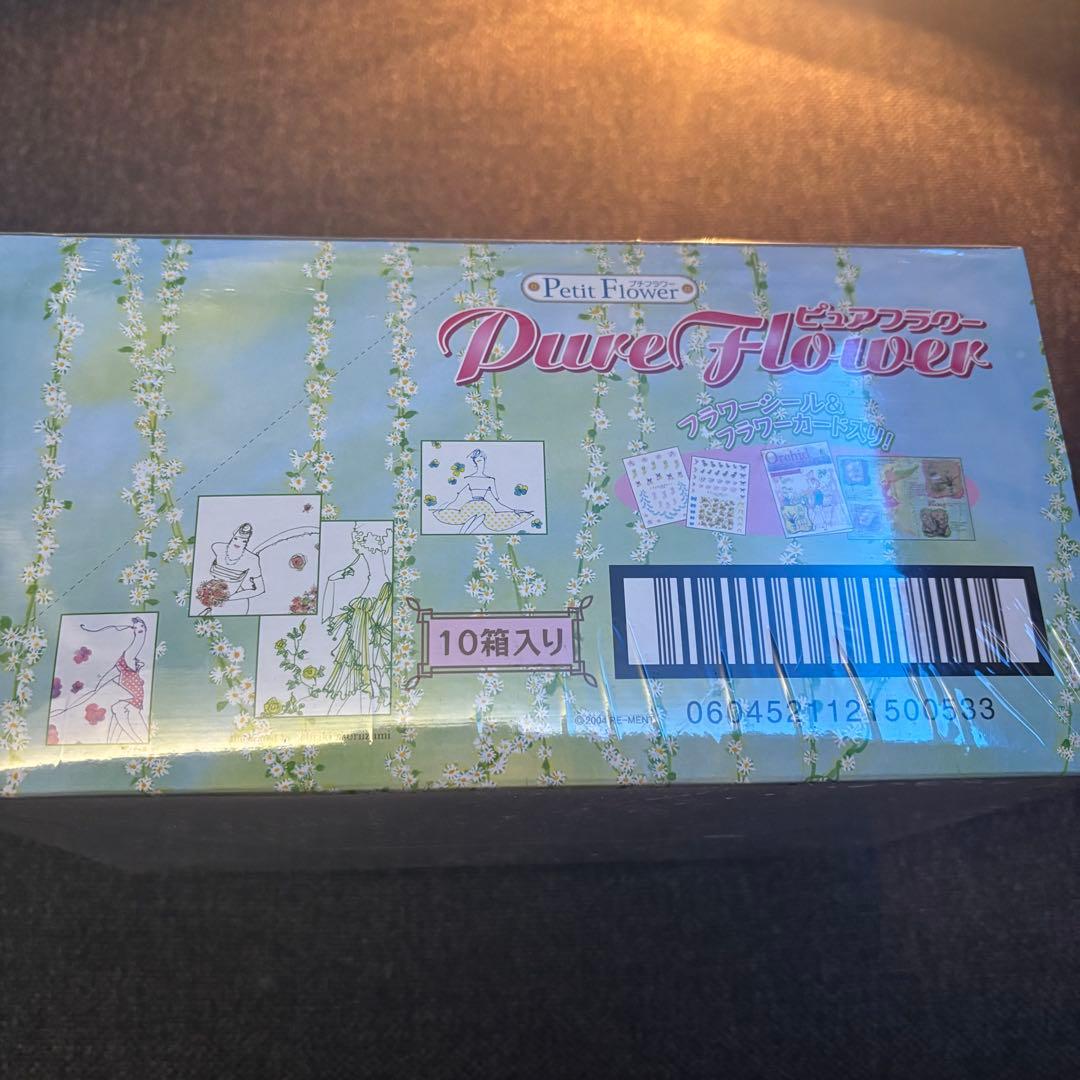 Petit Flower
プチフラワー
ピュアフラワー
Pure Flower
フラワーシール&
フラワーカード入り!
Orchid
10箱入り
©2004 RE-MENT
0604521121500533